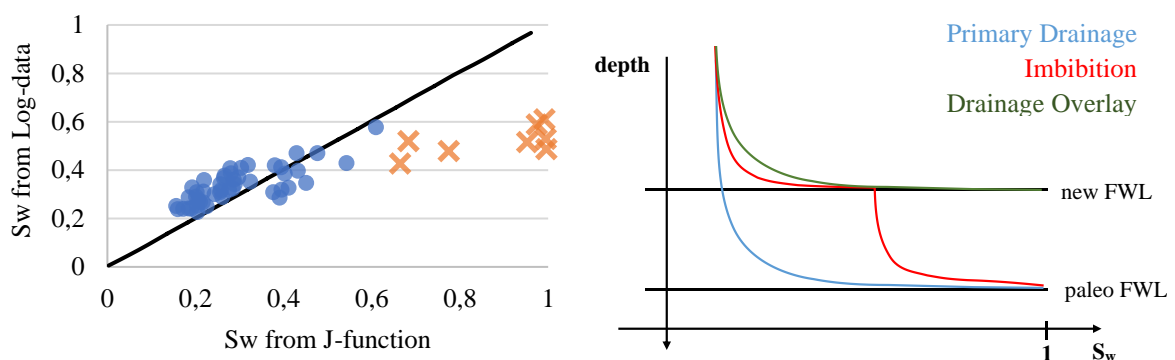 Sw from Log-data
1
0,8
0,6
0,4
0,2
0
0 0,2 0,4 0,6 0,8 1
Sw from J-function
Primary Drainage
Imbibition
Drainage Overlay
depth
new FWL
paleo FWL
1
Sw